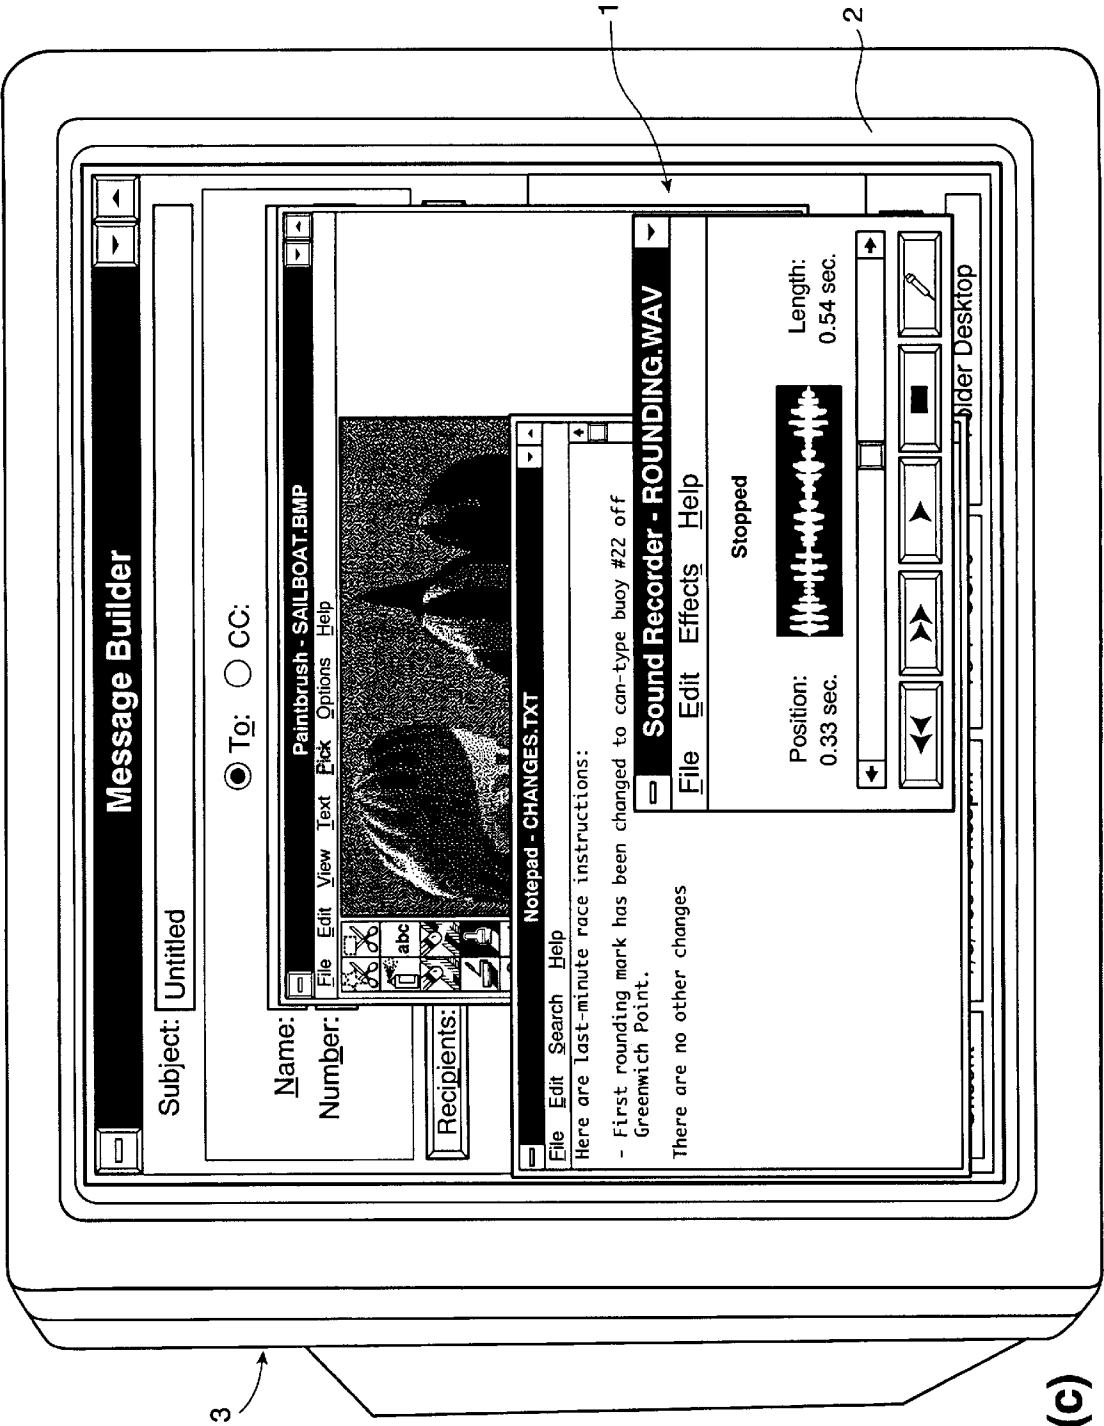 1
2
Message Builder
Subject: Untitled
To: CC:
Name:
Number:
Recipients:
Paintbrush - SAILBOAT.BMP
File Edit View Text Pick Options Help
abc
Notepad - CHANGES.TXT
File Edit Search Help
Here are last-minute race instructions:
- First rounding mark has been changed to can-type buoy #22 off
Greenwich Point.
There are no other changes
Sound Recorder - ROUNDING.WAV
File Edit Effects Help
Stopped
Position: Length:
0.33 sec. 0.54 sec.
Desktop
3
(c)